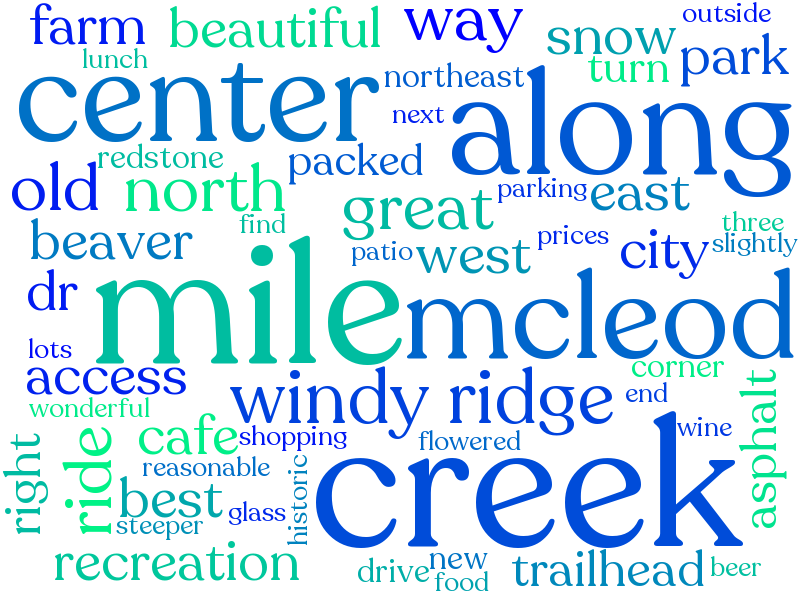 farm
beautiful
way
outside
snow
lunch
turn
park
center
northeast
next
along
redstone
packed
old
north
great
parking
east
find
three
beaver
patio
west
prices
city
slightly
dr
mile
mcleod
lots
access
corner
wonderful
windy ridge
end
asphalt
cafe
shopping
flowered
wine
right
ride
reasonable
best
glass
historic
creek
steeper
recreation
drive
new
food
trailhead
beer